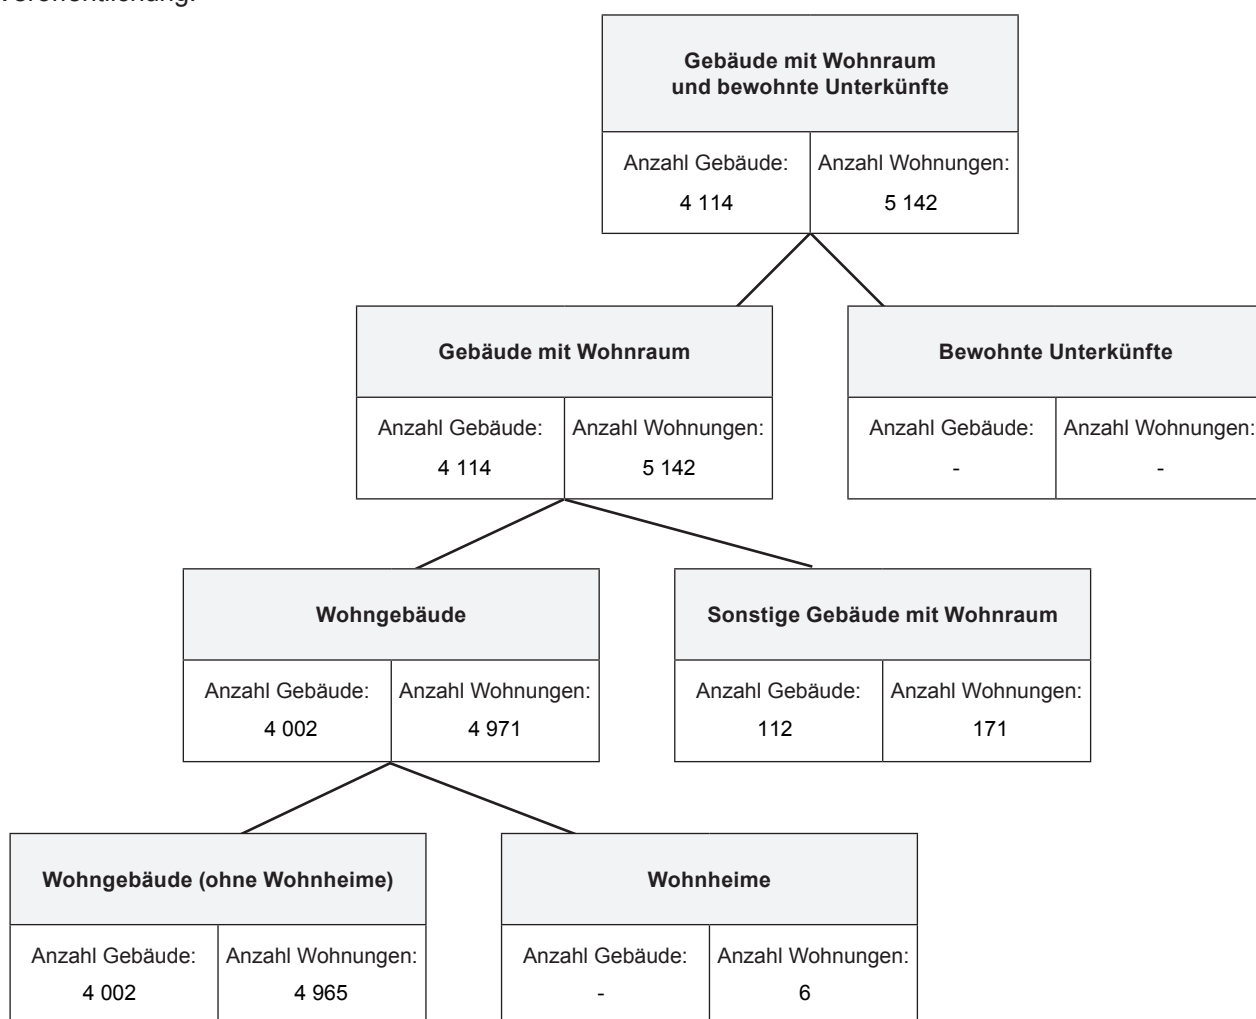 Veröffentlichung.
Gebäude mit Wohnraum
und bewohnte Unterkünfte
Anzahl Gebäude: Anzahl Wohnungen:
4 114 5 142
Gebäude mit Wohnraum
Bewohnte Unterkünfte
Anzahl Gebäude: Anzahl Wohnungen:
4 114 5 142
Anzahl Gebäude: Anzahl Wohnungen:
- -
Wohngebäude
Sonstige Gebäude mit Wohnraum
Anzahl Gebäude: Anzahl Wohnungen:
4 002 4 971
Anzahl Gebäude: Anzahl Wohnungen:
112 171
Wohngebäude (ohne Wohnheime)
Wohnheime
Anzahl Gebäude: Anzahl Wohnungen:
4 002 4 965
Anzahl Gebäude: Anzahl Wohnungen:
- 6